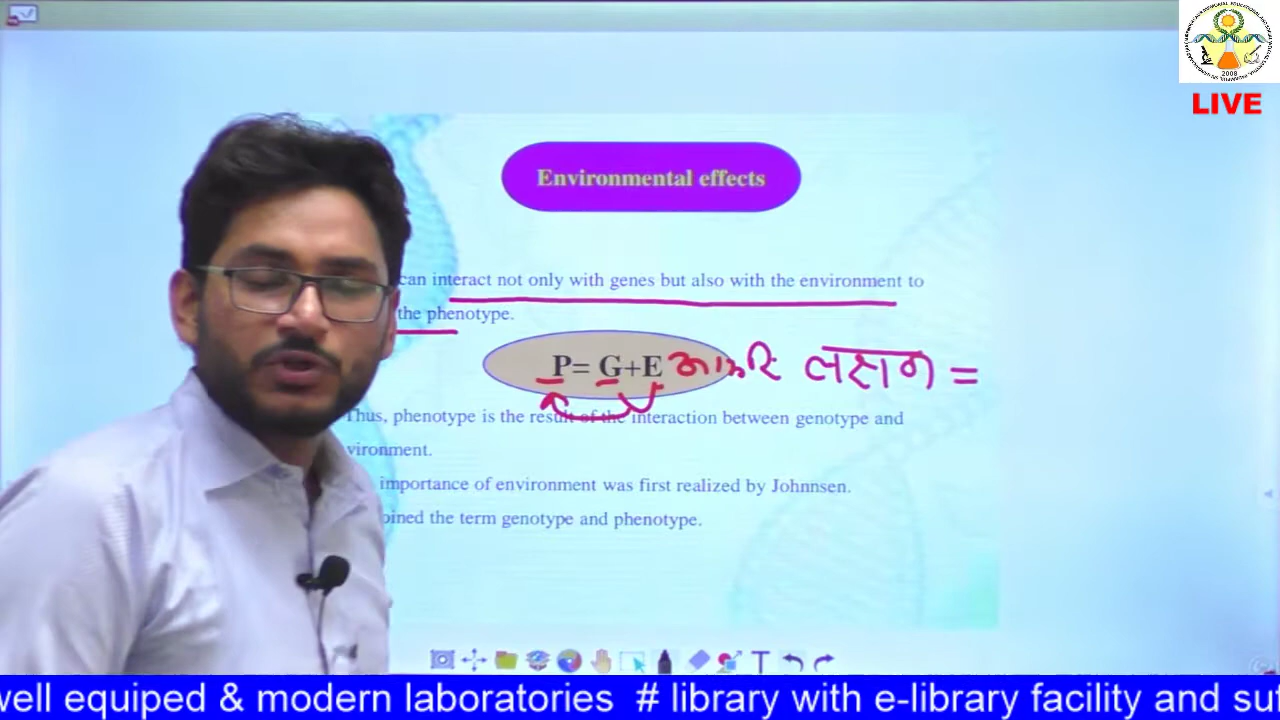 LIVE
Environmental effects
can interact not only with genes but also with the environment to
the phenotype.
P= G+E लक्षण =
Thus, phenotype is the result of the interaction between genotype and
vironment.
importance of environment was first realized by Johnnsen.
oined the term genotype and phenotype.
2008
well equiped & modern laboratories # library with e-library facility and su